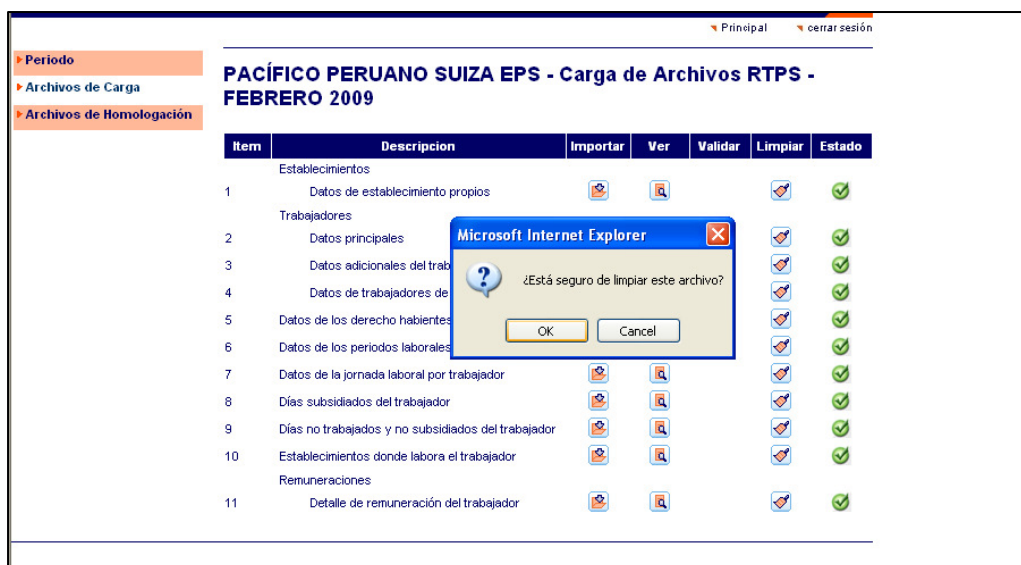 Principal cerrar sesión
Periodo
Archivos de Carga
Archivos de Homologación
PACÍFICO PERUANO SUIZA EPS - Carga de Archivos RTPS -
FEBRERO 2009
Item Descripcion Importar Ver Validar Limpiar Estado
Establecimientos
1 Datos de establecimiento propios
Trabajadores
2 Datos principales
3 Datos adicionales del trab
4 Datos de trabajadores de
5 Datos de los derecho habientes
6 Datos de los periodos laborales
7 Datos de la jornada laboral por trabajador
8 Días subsidiados del trabajador
9 Días no trabajados y no subsidiados del trabajador
10 Establecimientos donde labora el trabajador
Remuneraciones
11 Detalle de remuneración del trabajador
Microsoft Internet Explorer
¿Está seguro de limpiar este archivo?
OK Cancel